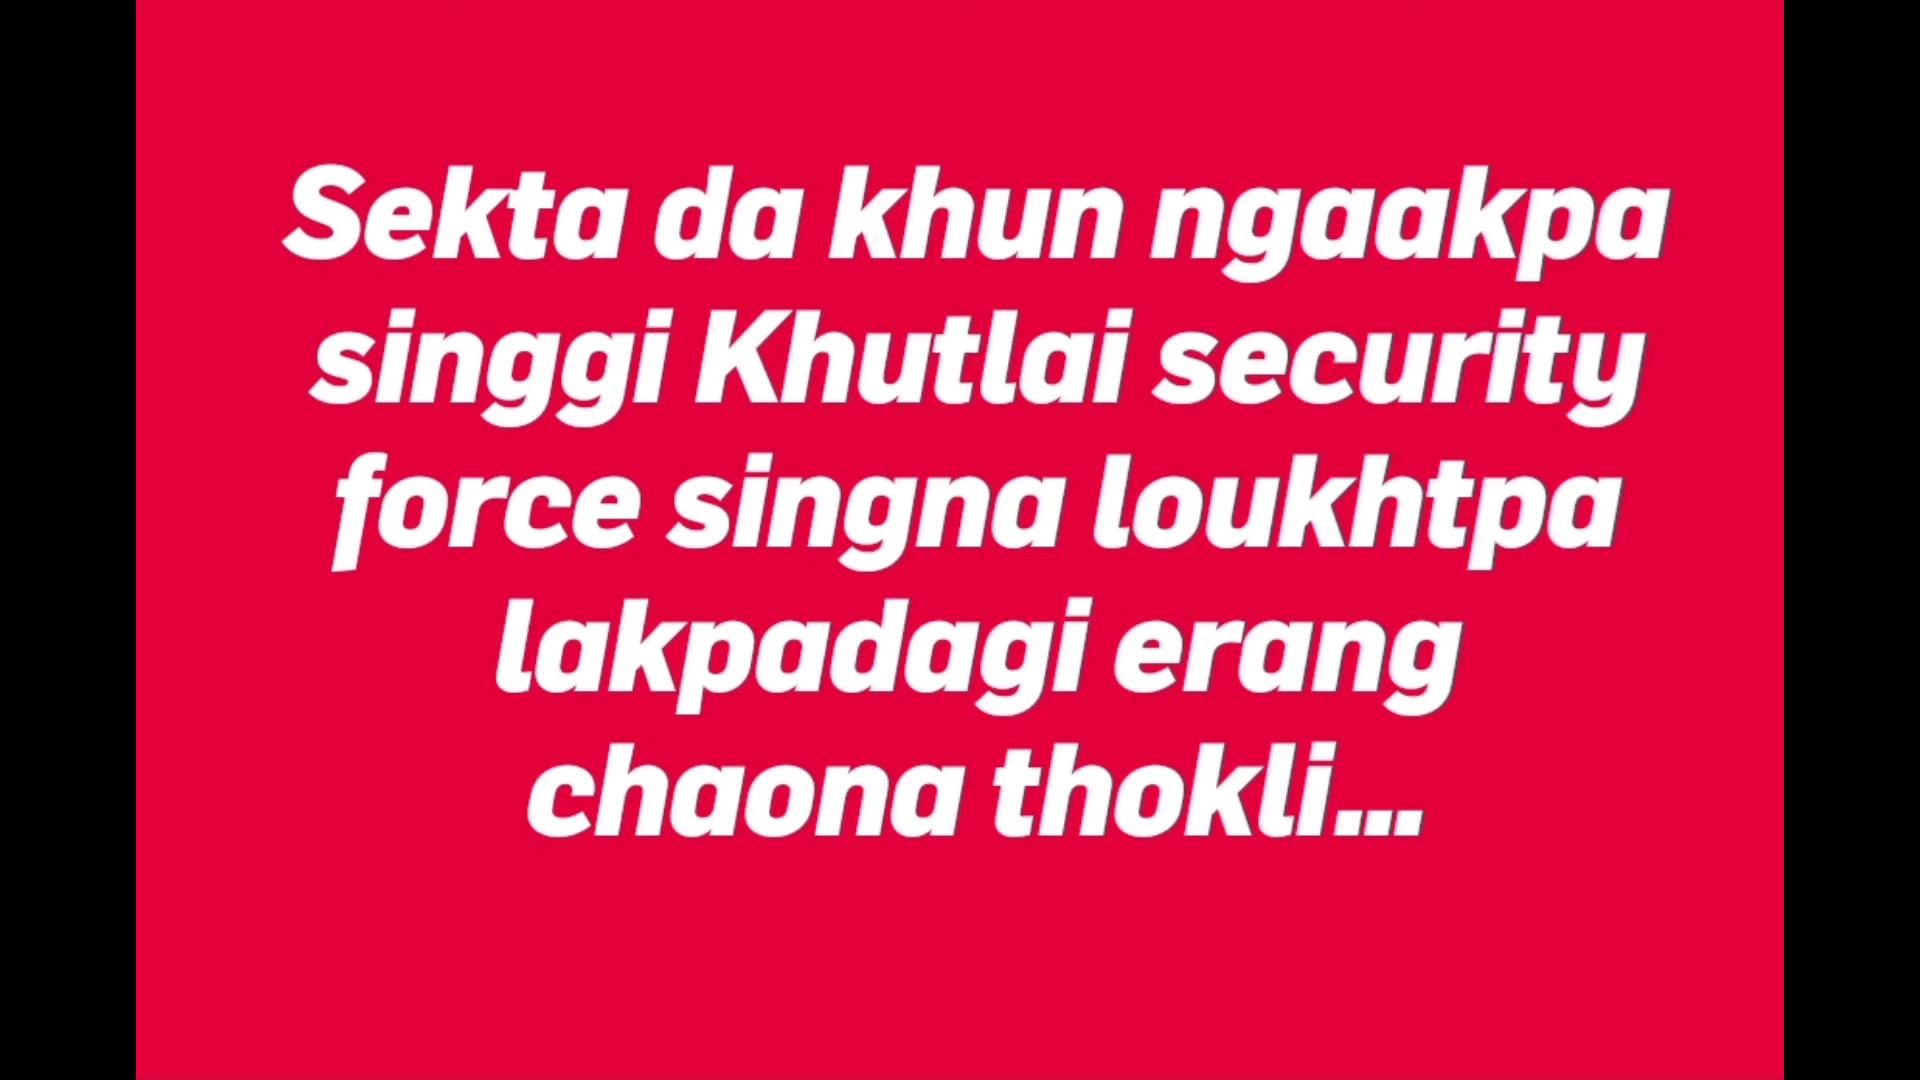 Sekta da khun ngaakpa
singgi Khutlai security
force singna loukhtpa
lakpadagi erang
chaona thokli...